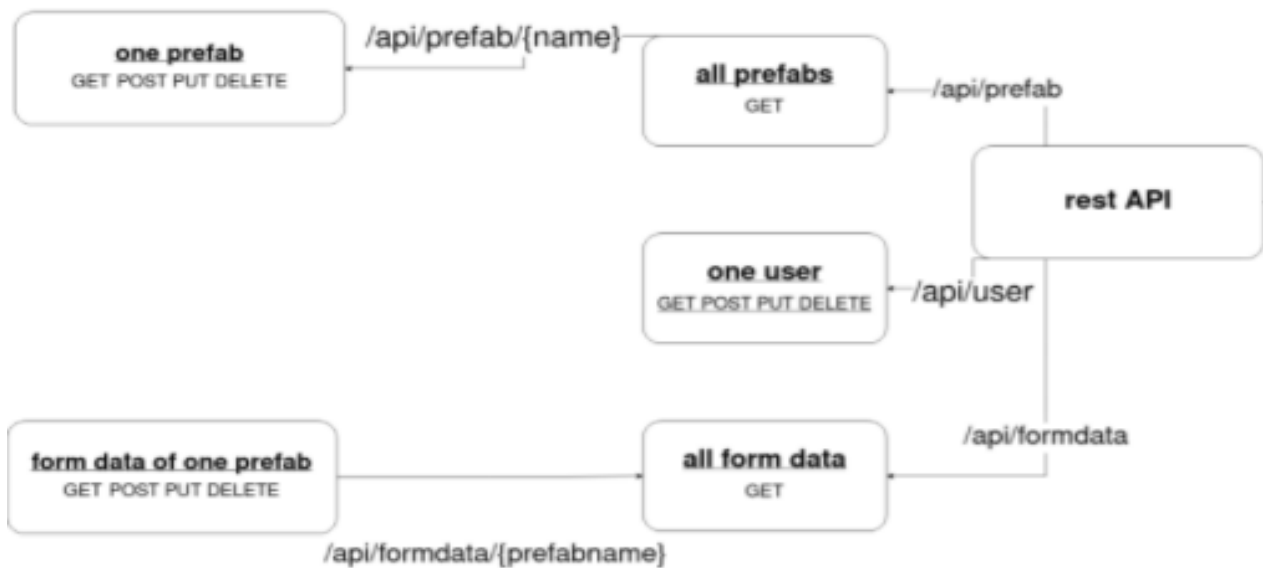 one prefab
GET POST PUT DELETE
/api/prefab/{name}
all prefabs
GET
/api/prefab
rest API
one user
GET POST PUT DELETE
/api/user
/api/formdata
form data of one prefab
GET POST PUT DELETE
all form data
GET
/api/formdata/{prefabname}